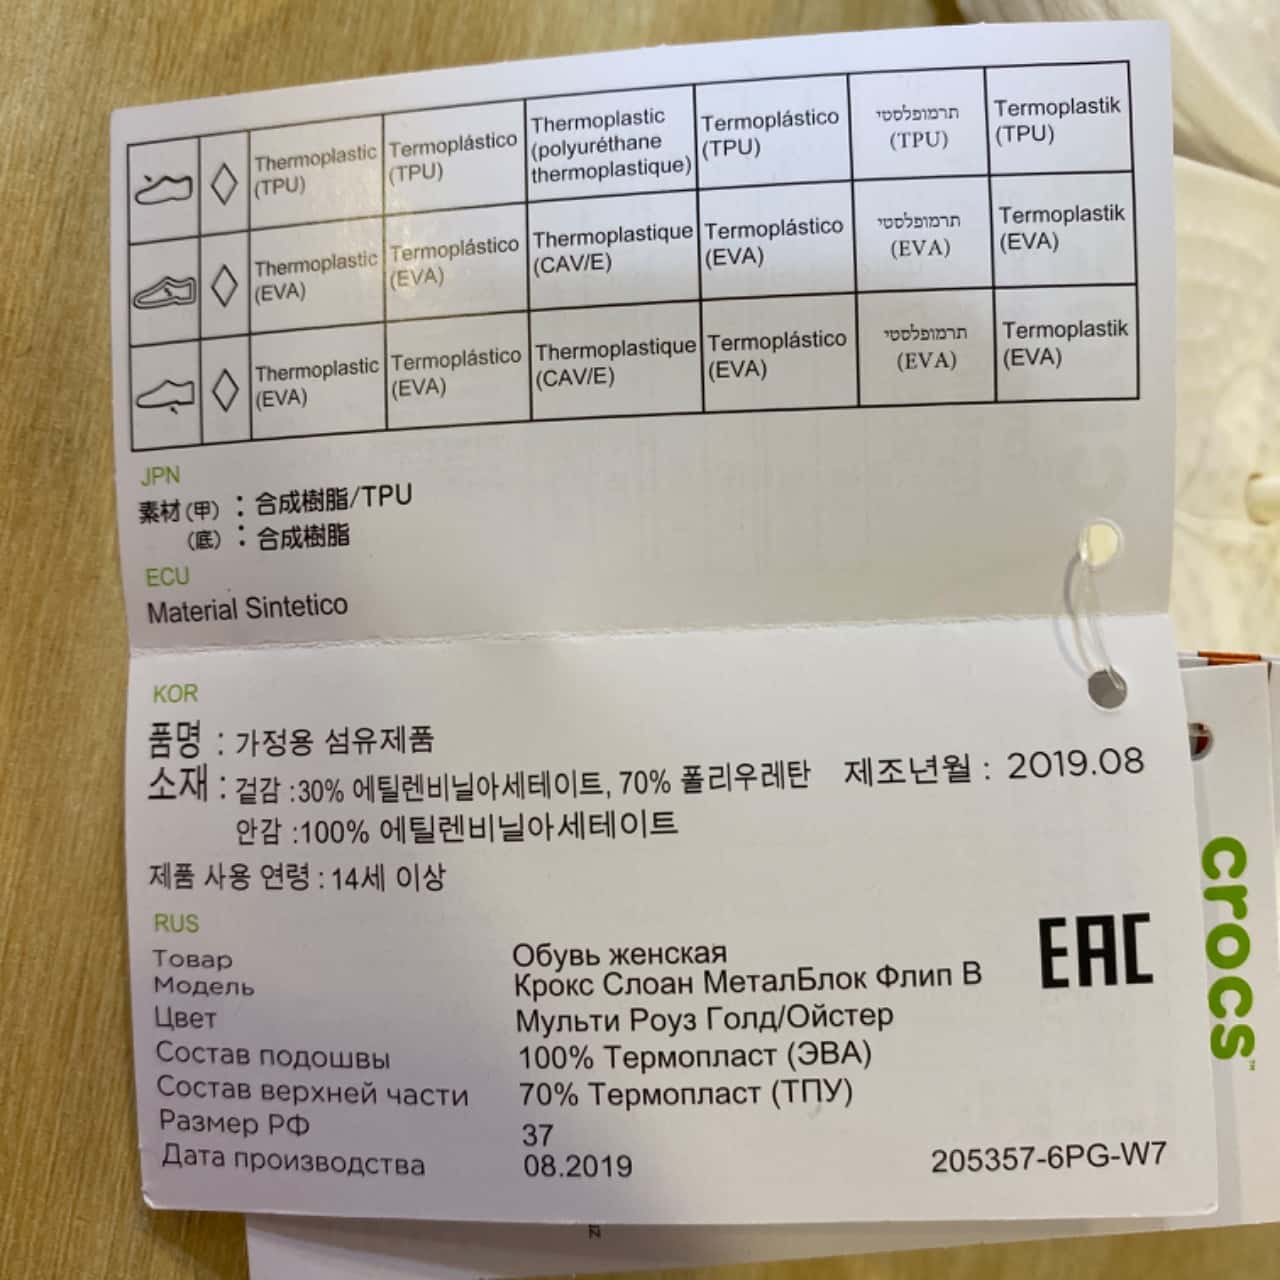 Thermoplastic (TPU) Termoplástico (TPU) Thermoplastic (polyuréthane thermoplastique) Termoplástico (TPU) תרמופלסטי (TPU) Termoplastik (TPU)
Thermoplastic (EVA) Termoplástico (EVA) Thermoplastique (CAV/E) Termoplástico (EVA) תרמופלסטי (EVA) Termoplastik (EVA)
Thermoplastic (EVA) Termoplástico (EVA) Thermoplastique (CAV/E) Termoplástico (EVA) תרמופלסטי (EVA) Termoplastik (EVA)
JPN
素材(甲) : 合成樹脂/TPU
(底) : 合成樹脂
ECU
Material Sintetico
KOR
품명 : 가정용 섬유제품
소재 : 겉감 :30% 에틸렌비닐아세테이트, 70% 폴리우레탄 제조년월 : 2019.08
안감 :100% 에틸렌비닐아세테이트
제품 사용 연령 : 14세 이상
RUS
Товар Обувь женская
Модель Крокс Слоан МеталБлок Флип В
Цвет Мульти Роуз Голд/Ойстер
Состав подошвы 100% Термопласт (ЭВА)
Состав верхней части 70% Термопласт (ТПУ)
Размер РФ 37
Дата производства 08.2019
EAC
205357-6PG-W7
crocs™